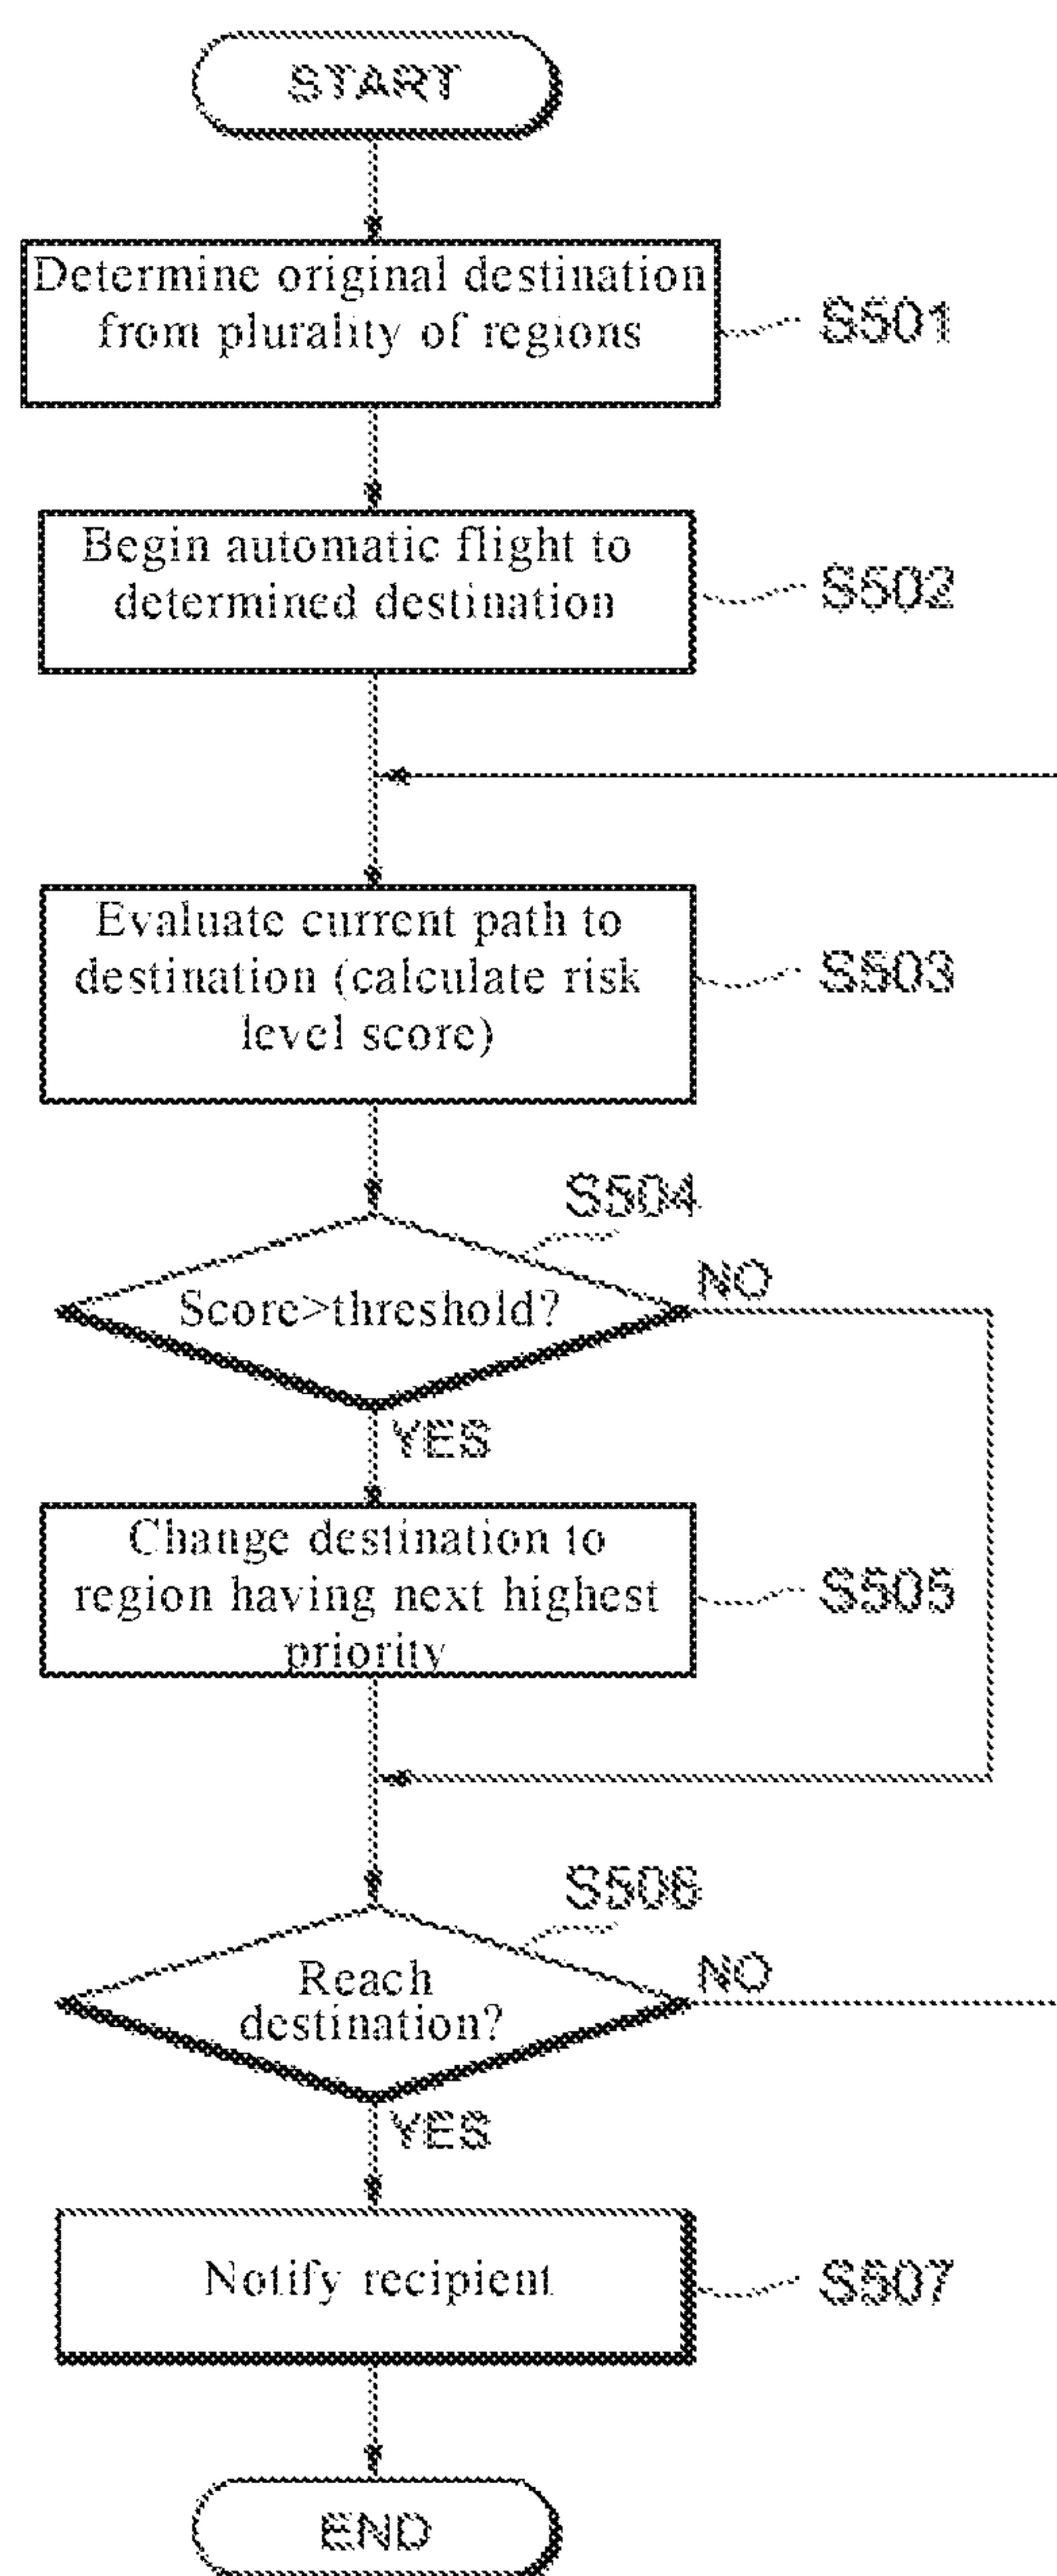 START
Determine original destination
from plurality of regions
S501
Begin automatic flight to
determined destination
S502
Evaluate current path to
destination (calculate risk
level score)
S503
S504
Score>threshold?
NO
YES
Change destination to
region having next highest
priority
S505
S506
Reach
destination?
NO
YES
Notify recipient
S507
END